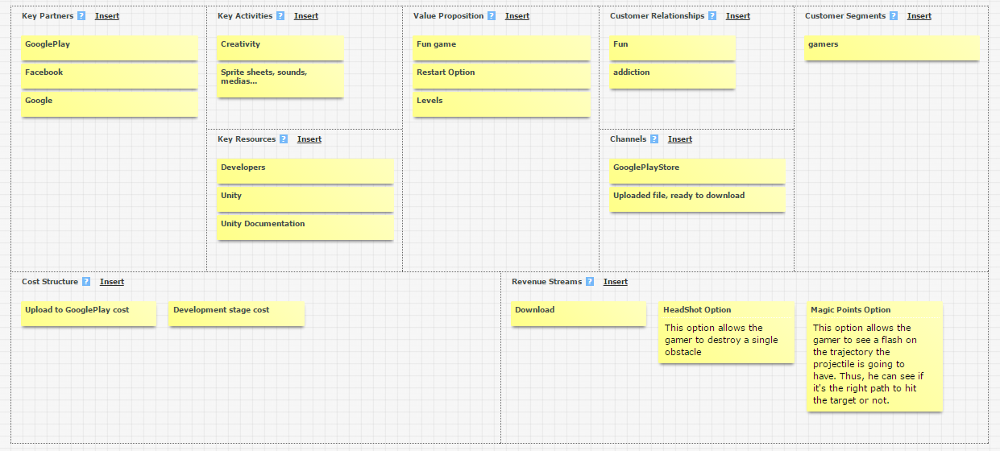 Key Partners ? Insert
GooglePlay
Facebook
Google
Key Activities ? Insert
Creativity
Sprite sheets, sounds,
medias...
Key Resources ? Insert
Developers
Unity
Unity Documentation
Value Proposition ? Insert
Fun game
Restart Option
Levels
Customer Relationships ? Insert
Fun
addiction
Channels ? Insert
GooglePlayStore
Uploaded file, ready to download
Customer Segments ? Insert
gamers
Cost Structure ? Insert
Upload to GooglePlay cost
Development stage cost
Revenue Streams ? Insert
Download
HeadShot Option
This option allows the
gamer to destroy a single
obstacle
Magic Points Option
This option allows the
gamer to see a flash on
the trajectory the
projectile is going to
have. Thus, he can see if
it's the right path to hit
the target or not.